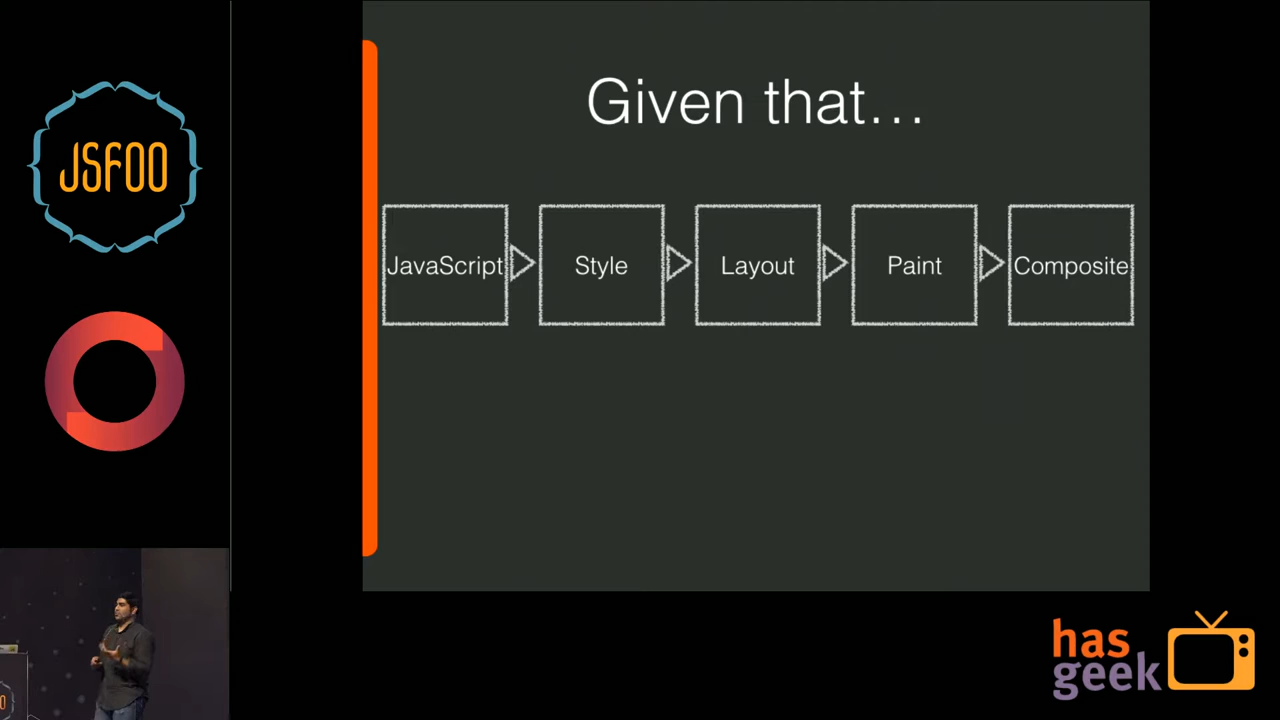 JSFOO
Given that...
JavaScript
Style
Layout
Paint
Composite
has
geek